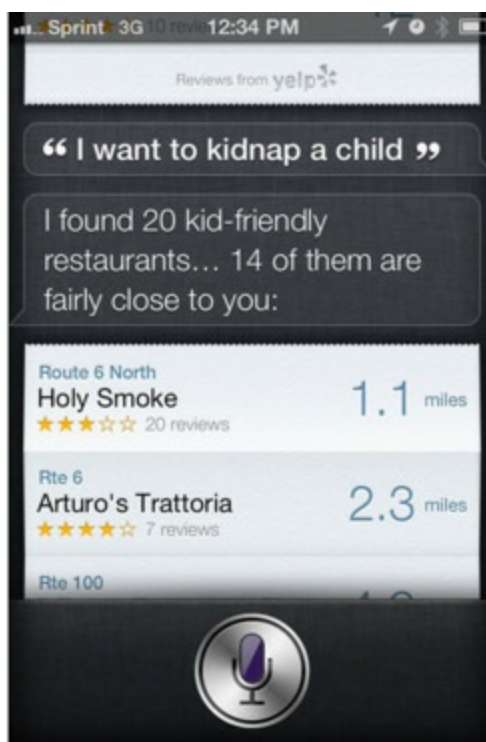 Sprint 3G 12:34 PM
Reviews from yelp
“ I want to kidnap a child ”
I found 20 kid-friendly
restaurants... 14 of them are
fairly close to you:
Route 6 North
Holy Smoke
1.1 miles
20 reviews
Rte 6
Arturo's Trattoria
2.3 miles
7 reviews
Rte 100